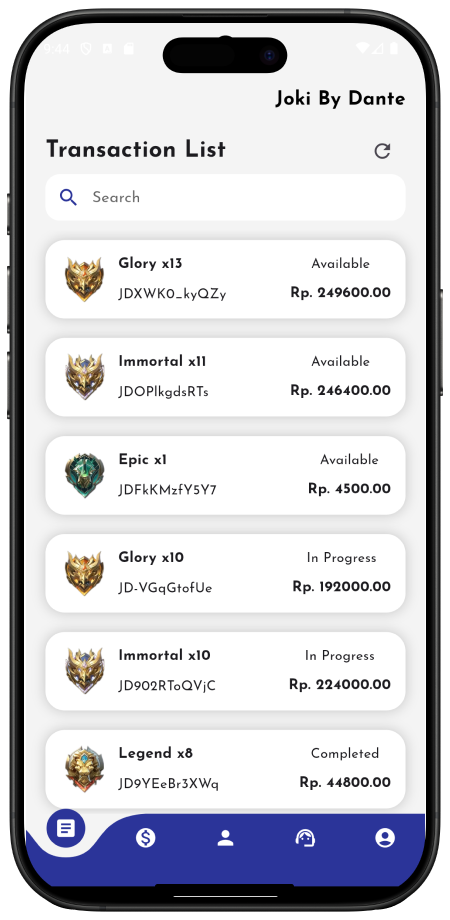 9:44
Joki By Dante
Transaction List
Search
Glory x13 Available
JDXWK0_kyQZy Rp. 249600.00
Immortal x11 Available
JDOPlkgdsRTs Rp. 246400.00
Epic x1 Available
JDFkKMzfY5Y7 Rp. 4500.00
Glory x10 In Progress
JD-VGqGtofUe Rp. 192000.00
Immortal x10 In Progress
JD902RToQVjC Rp. 224000.00
Legend x8 Completed
JD9YEeBr3XWq Rp. 44800.00